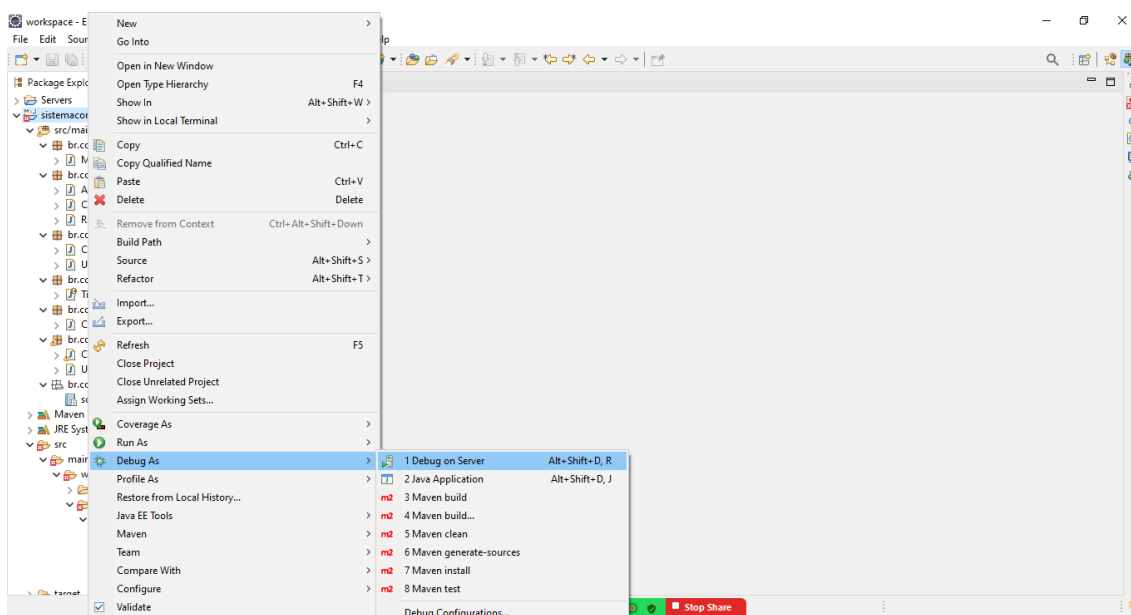 workspace - E
File Edit Sour lp
Package Explo
Servers
sistemacor
src/mai
br.cc
M
br.cc
A
C
R
br.cc
C
U
br.cc
Ti
br.cc
C
br.cc
C
U
br.cc
sc
Maven
JRE Syst
src
main
w
target
New
Go Into
Open in New Window
Open Type Hierarchy F4
Show In Alt+Shift+W >
Show in Local Terminal
Copy Ctrl+C
Copy Qualified Name
Paste Ctrl+V
Delete Delete
Remove from Context Ctrl+Alt+Shift+Down
Build Path
Source Alt+Shift+S >
Refactor Alt+Shift+T >
Import...
Export...
Refresh F5
Close Project
Close Unrelated Project
Assign Working Sets...
Coverage As
Run As
Debug As
Profile As
Restore from Local History...
Java EE Tools
Maven
Team
Compare With
Configure
Validate
1 Debug on Server Alt+Shift+D, R
2 Java Application Alt+Shift+D, J
m2 3 Maven build
m2 4 Maven build...
m2 5 Maven clean
m2 6 Maven generate-sources
m2 7 Maven install
m2 8 Maven test
Debug Configurations...
Stop Share